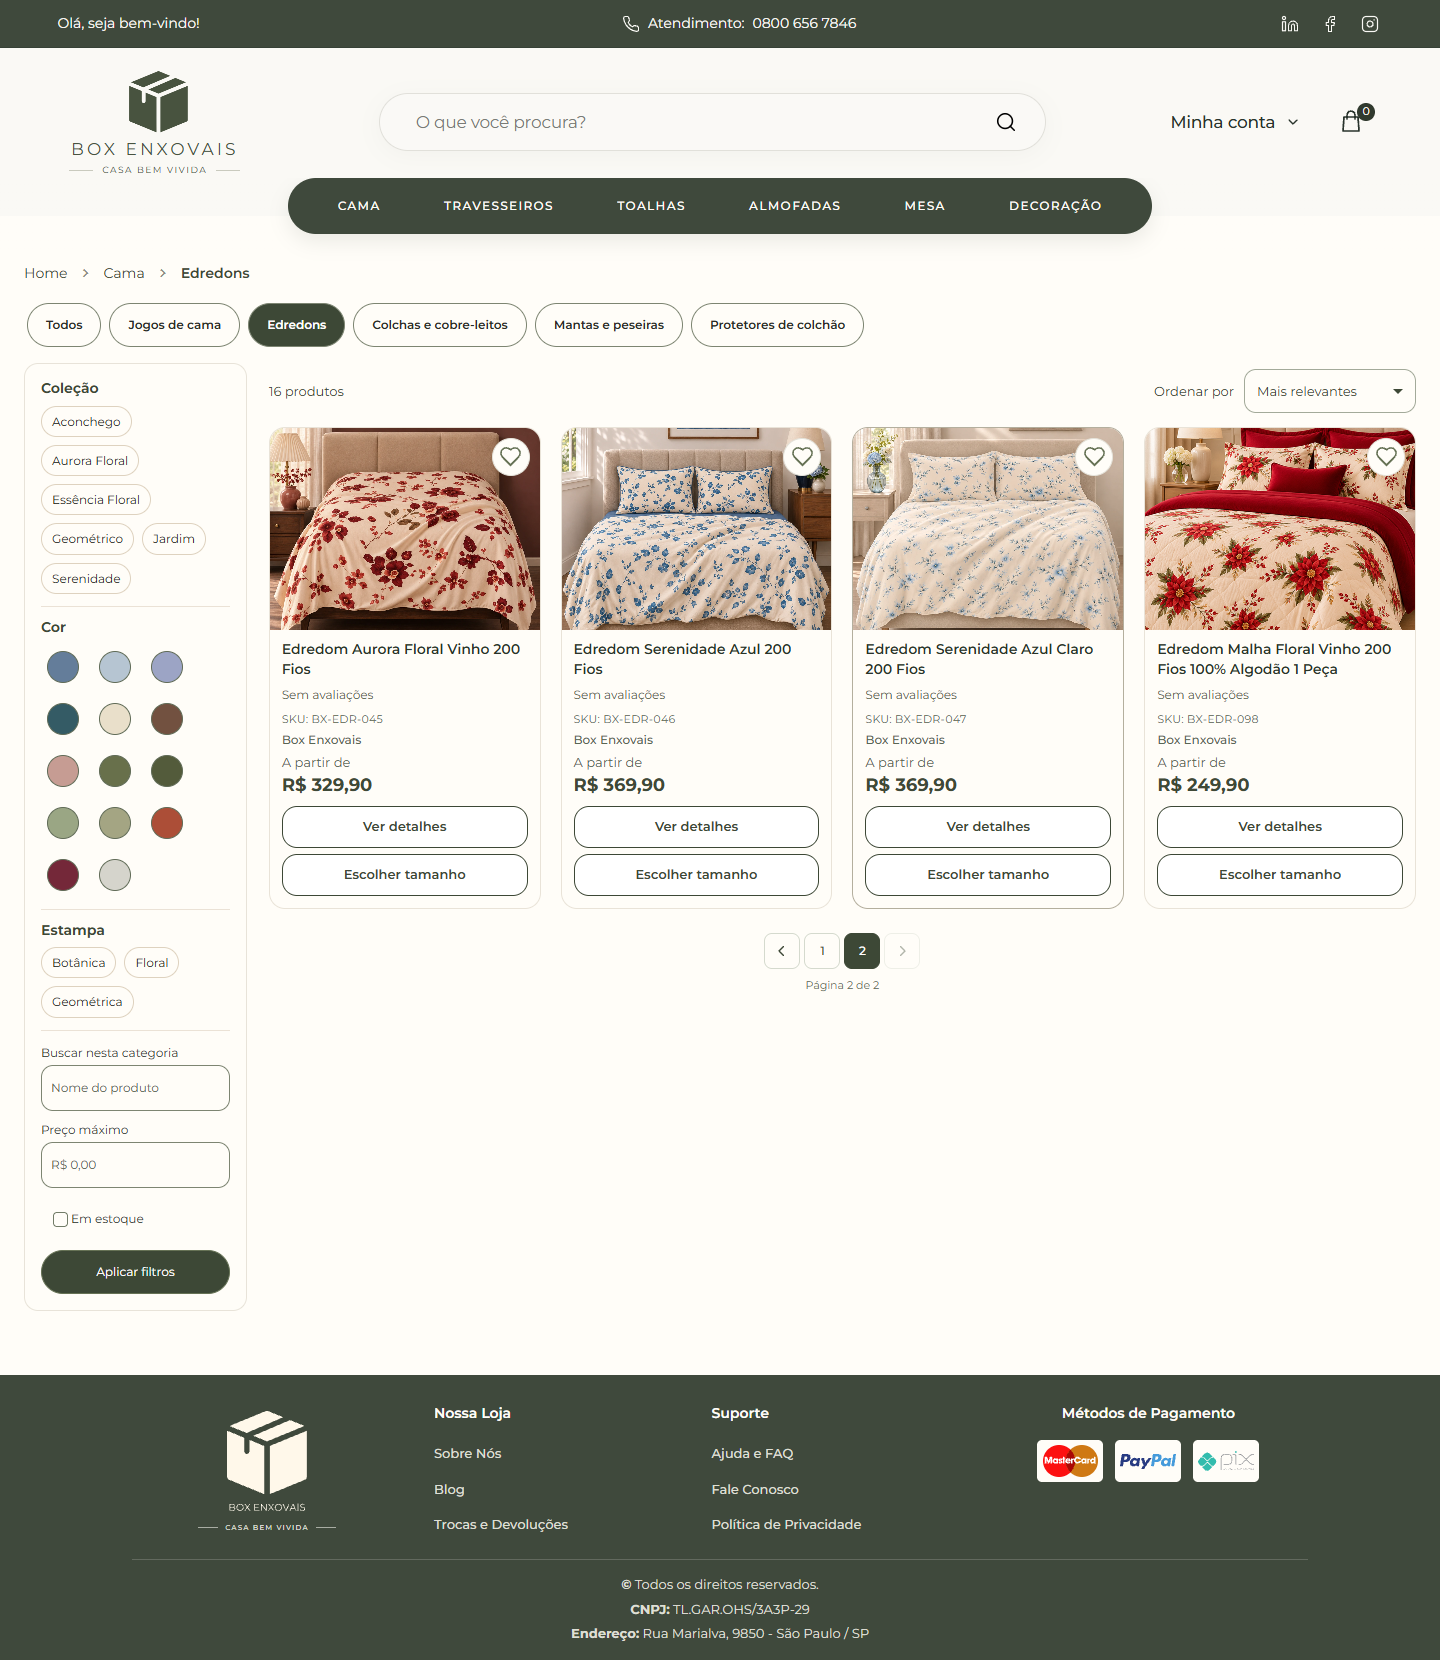 Olá, seja bem-vindo!
Atendimento: 0800 656 7846
BOX ENXOVAIS
CASA BEM VIVIDA
O que você procura?
Minha conta
0
CAMA TRAVESSEIROS TOALHAS ALMOFADAS MESA DECORAÇÃO
Home > Cama > Edredons
Todos Jogos de cama Edredons Colchas e cobre-leitos Mantas e peseiras Protetores de colchão
Coleção
Aconchego
Aurora Floral
Essência Floral
Geométrico Jardim
Serenidade
Cor
Estampa
Botânica Floral
Geométrica
Buscar nesta categoria
Nome do produto
Preço máximo
R$ 0,00
Em estoque
Aplicar filtros
16 produtos
Ordenar por Mais relevantes
Edredom Aurora Floral Vinho 200
Fios
Sem avaliações
SKU: BX-EDR-045
Box Enxovais
A partir de
R$ 329,90
Ver detalhes
Escolher tamanho
Edredom Serenidade Azul 200
Fios
Sem avaliações
SKU: BX-EDR-046
Box Enxovais
A partir de
R$ 369,90
Ver detalhes
Escolher tamanho
Edredom Serenidade Azul Claro
200 Fios
Sem avaliações
SKU: BX-EDR-047
Box Enxovais
A partir de
R$ 369,90
Ver detalhes
Escolher tamanho
Edredom Malha Floral Vinho 200
Fios 100% Algodão 1 Peça
Sem avaliações
SKU: BX-EDR-098
Box Enxovais
A partir de
R$ 249,90
Ver detalhes
Escolher tamanho
1 2
Página 2 de 2
BOX ENXOVAIS
CASA BEM VIVIDA
Nossa Loja
Sobre Nós
Blog
Trocas e Devoluções
Suporte
Ajuda e FAQ
Fale Conosco
Política de Privacidade
Métodos de Pagamento
MasterCard PayPal pix
© Todos os direitos reservados.
CNPJ: TL.GAR.OHS/3A3P-29
Endereço: Rua Marialva, 9850 - São Paulo / SP